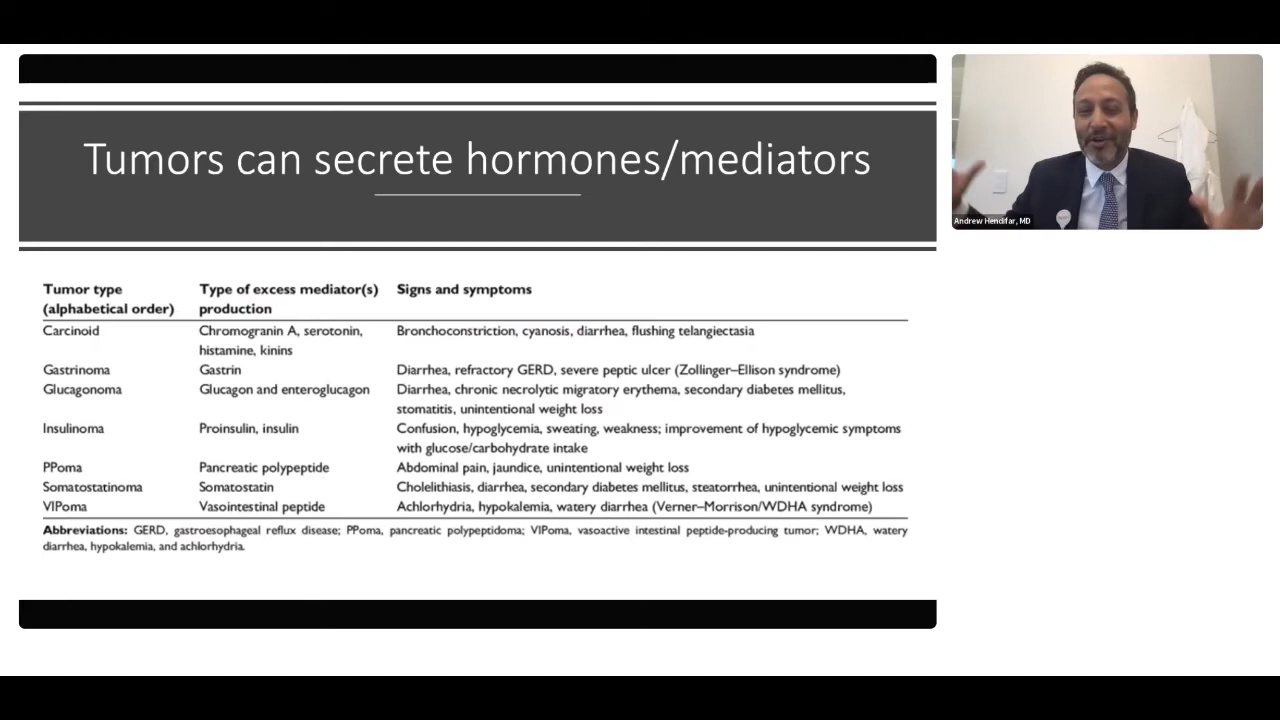 Tumors can secrete hormones/mediators
Tumor type
(alphabetical order)
Type of excess mediator(s)
production
Signs and symptoms
Carcinoid
Chromogranin A, serotonin,
histamine, kinins
Bronchoconstriction, cyanosis, diarrhea, flushing telangiectasia
Gastrinoma
Gastrin
Diarrhea, refractory GERD, severe peptic ulcer (Zollinger–Ellison syndrome)
Glucagonoma
Glucagon and enteroglucagon
Diarrhea, chronic necrolytic migratory erythema, secondary diabetes mellitus,
stomatitis, unintentional weight loss
Insulinoma
Proinsulin, insulin
Confusion, hypoglycemia, sweating, weakness; improvement of hypoglycemic symptoms
with glucose/carbohydrate intake
PPoma
Pancreatic polypeptide
Abdominal pain, jaundice, unintentional weight loss
Somatostatinoma
Somatostatin
Cholelithiasis, diarrhea, secondary diabetes mellitus, steatorrhea, unintentional weight loss
VIPoma
Vasointestinal peptide
Achlorhydria, hypokalemia, watery diarrhea (Verner–Morrison/WDHA syndrome)
Abbreviations: GERD, gastroesophageal reflux disease; PPoma, pancreatic polypeptidoma; VIPoma, vasoactive intestinal peptide-producing tumor; WDHA, watery
diarrhea, hypokalemia, and achlorhydria.
Andrew Hendifar, MD